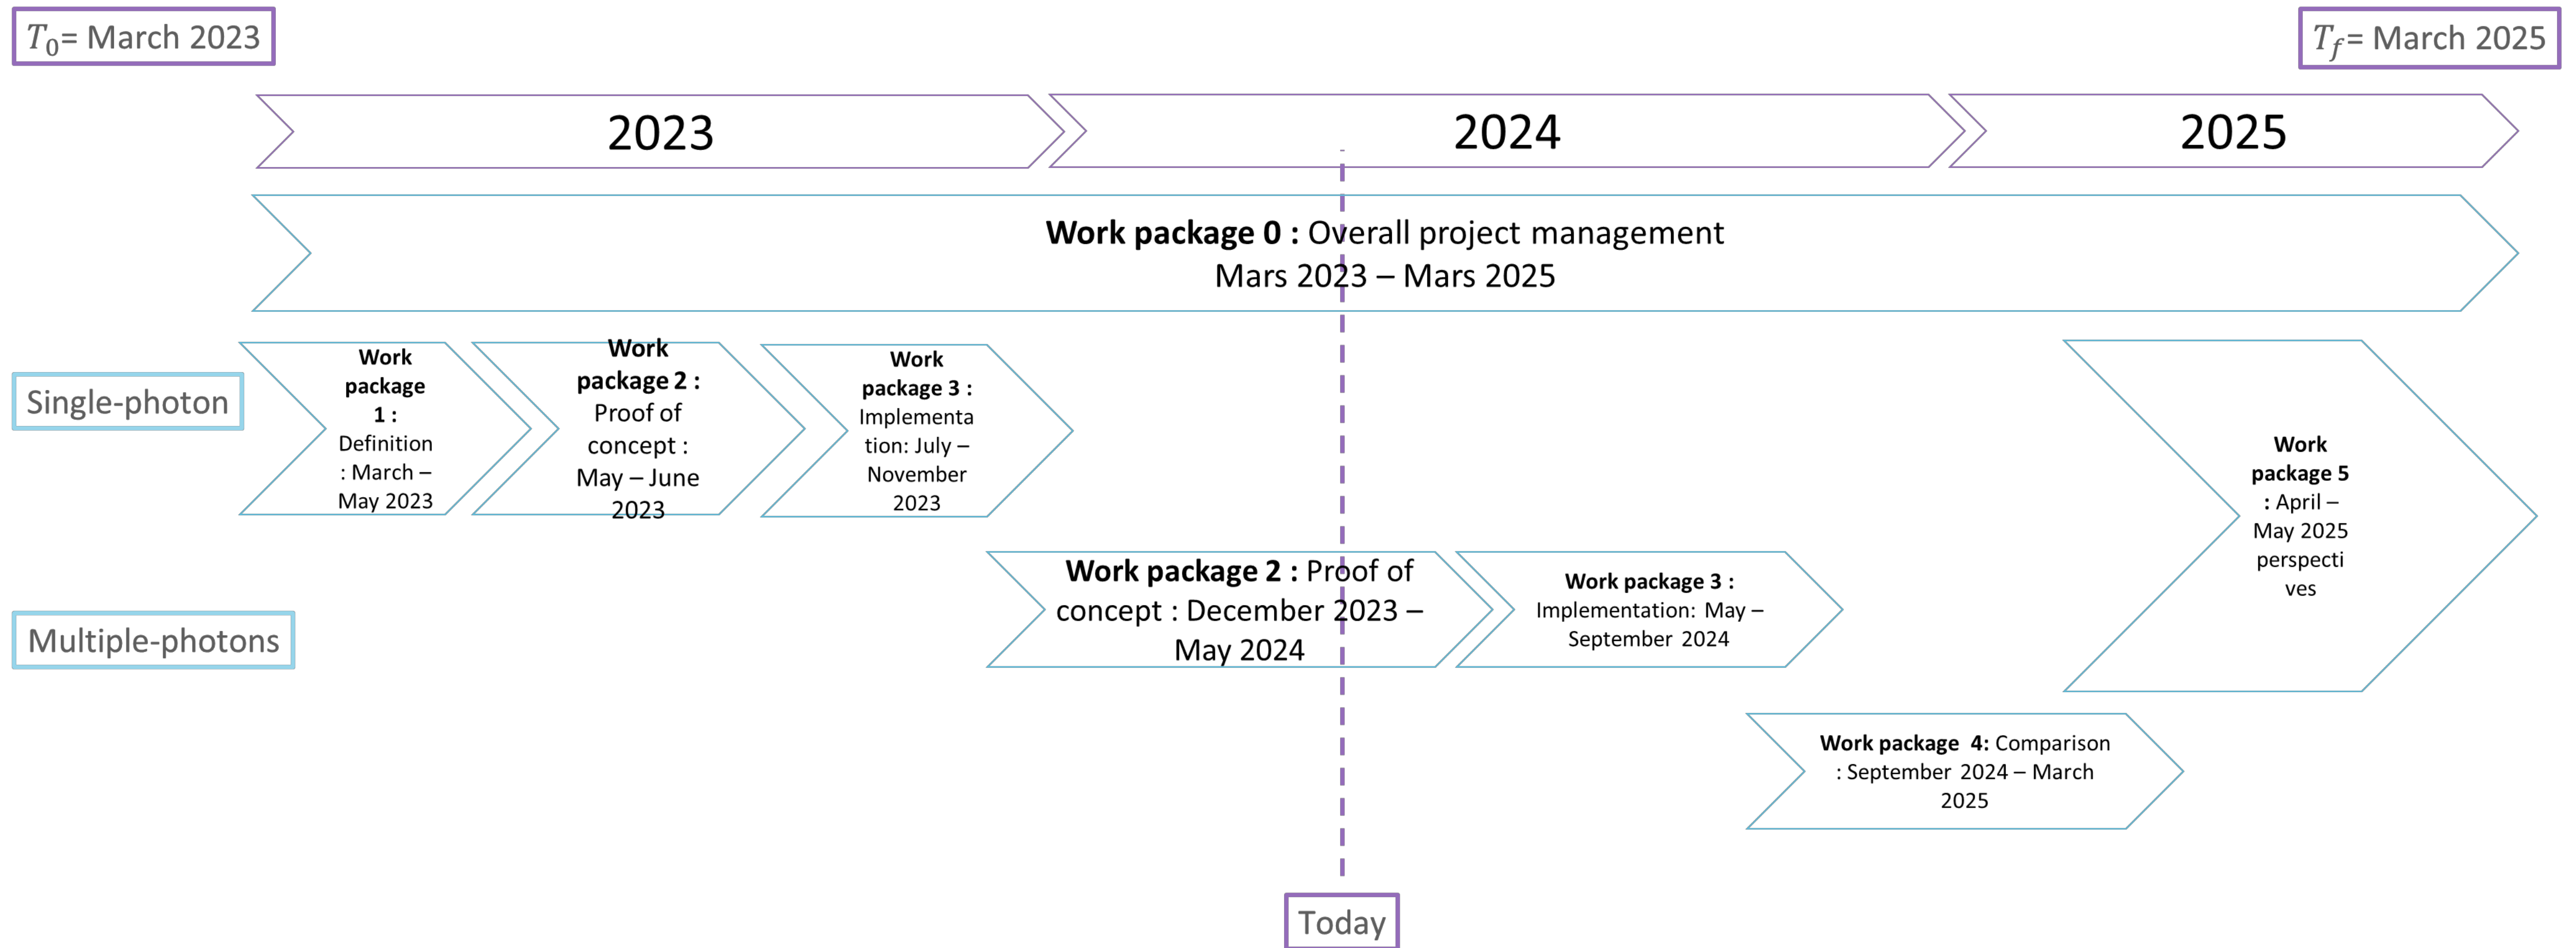 T0= March 2023
Tf= March 2025
2023
2024
2025
Work package 0 : Overall project management
Mars 2023 – Mars 2025
Single-photon
Work
package
1 :
Definition
: March –
May 2023
Work
package 2 :
Proof of
concept :
May – June
2023
Work
package 3 :
Implementa
tion: July –
November
2023
Work
package 5
: April –
May 2025
perspecti
ves
Multiple-photons
Work package 2 : Proof of
concept : December 2023 –
May 2024
Work package 3 :
Implementation: May –
September 2024
Work package 4: Comparison
: September 2024 – March
2025
Today